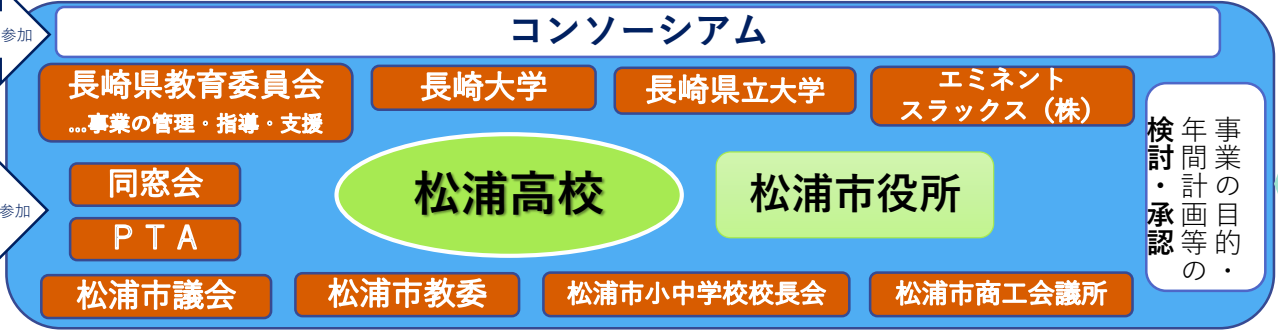 参加
コンソーシアム
長崎県教育委員会
…事業の管理・指導・支援
長崎大学
長崎県立大学
エミネント
スラックス（株）
同窓会
ＰＴＡ
松浦高校
松浦市役所
参加
事業の目的・
年間計画等の
検討・承認
松浦市議会
松浦市教委
松浦市小中学校校長会
松浦市商工会議所